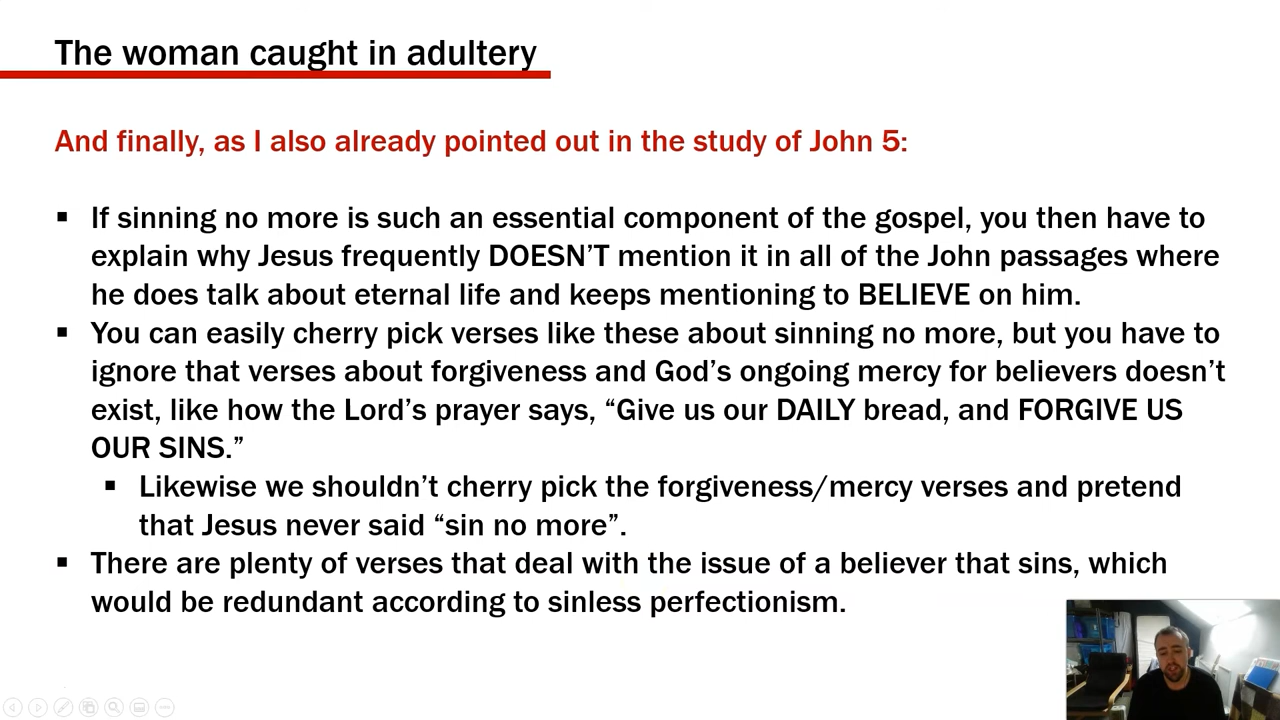 The woman caught in adultery
And finally, as I also already pointed out in the study of John 5:
▪ If sinning no more is such an essential component of the gospel, you then have to
explain why Jesus frequently DOESN’T mention it in all of the John passages where
he does talk about eternal life and keeps mentioning to BELIEVE on him.
▪ You can easily cherry pick verses like these about sinning no more, but you have to
ignore that verses about forgiveness and God’s ongoing mercy for believers doesn’t
exist, like how the Lord’s prayer says, “Give us our DAILY bread, and FORGIVE US
OUR SINS.”
▪ Likewise we shouldn’t cherry pick the forgiveness/mercy verses and pretend
that Jesus never said “sin no more”.
▪ There are plenty of verses that deal with the issue of a believer that sins, which
would be redundant according to sinless perfectionism.